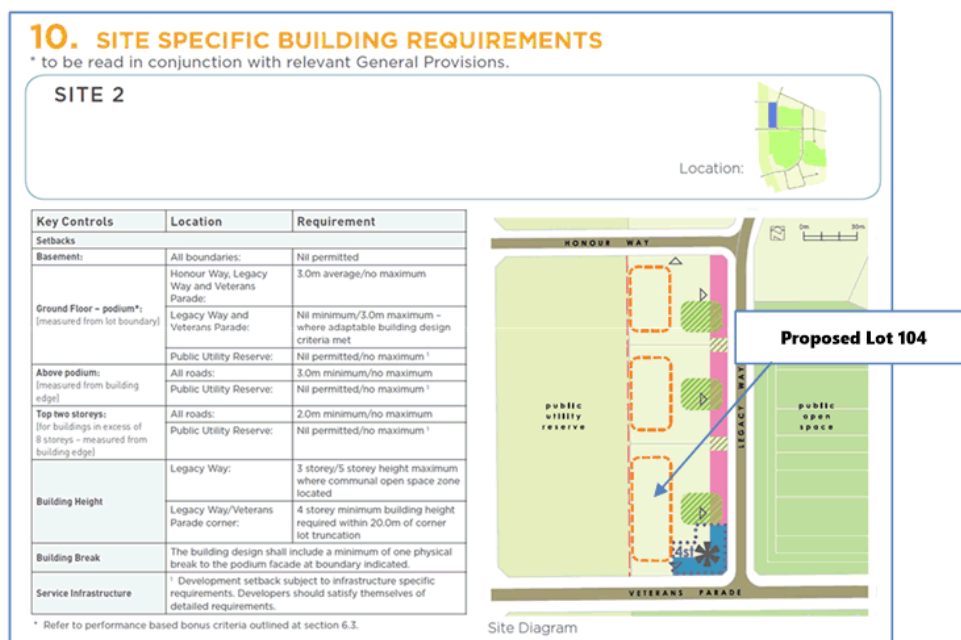 10. SITE SPECIFIC BUILDING REQUIREMENTS
* to be read in conjunction with relevant General Provisions.
SITE 2
Location:
Key Controls Location Requirement
Setbacks
Basement: All boundaries: Nil permitted
Ground Floor – podium*:
[measured from lot boundary]
Honour Way, Legacy
Way and Veterans
Parade:
3.0m average/no maximum
Legacy Way and
Veterans Parade:
Nil minimum/3.0m maximum –
where adaptable building design
criteria met
Public Utility Reserve: Nil permitted/no maximum ¹
Above podium:
[measured from building
edge]
All roads: 3.0m minimum/no maximum
Public Utility Reserve: Nil permitted/no maximum ¹
Top two storeys:
[for buildings in excess of
8 storeys – measured from
building edge]
All roads: 2.0m minimum/no maximum
Public Utility Reserve: Nil permitted/no maximum ¹
Building Height
Legacy Way:
3 storey/5 storey height maximum
where communal open space zone
located
Legacy Way/Veterans
Parade corner:
4 storey minimum building height
required within 20.0m of corner
lot truncation
Building Break
The building design shall include a minimum of one physical
break to the podium facade at boundary indicated.
Service Infrastructure
¹ Development setback subject to infrastructure specific
requirements. Developers should satisfy themselves of
detailed requirements.
* Refer to performance based bonus criteria outlined at section 6.3.
HONOUR WAY
0m 30m
Proposed Lot 104
LEGACY WAY
public
utility
reserve
public
open
space
4st
VETERANS PARADE
Site Diagram